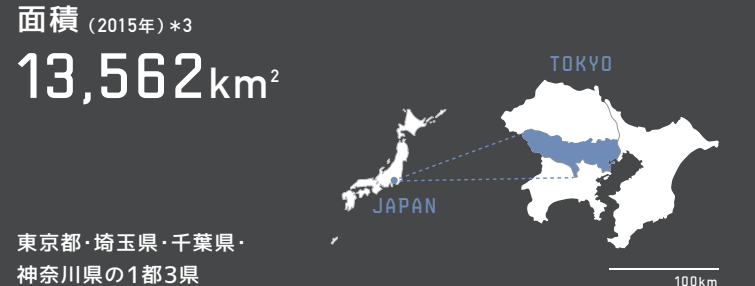 面積（2015年）＊3
13,562km²
TOKYO
JAPAN
東京都・埼玉県・千葉県・
神奈川県の1都3県
100km